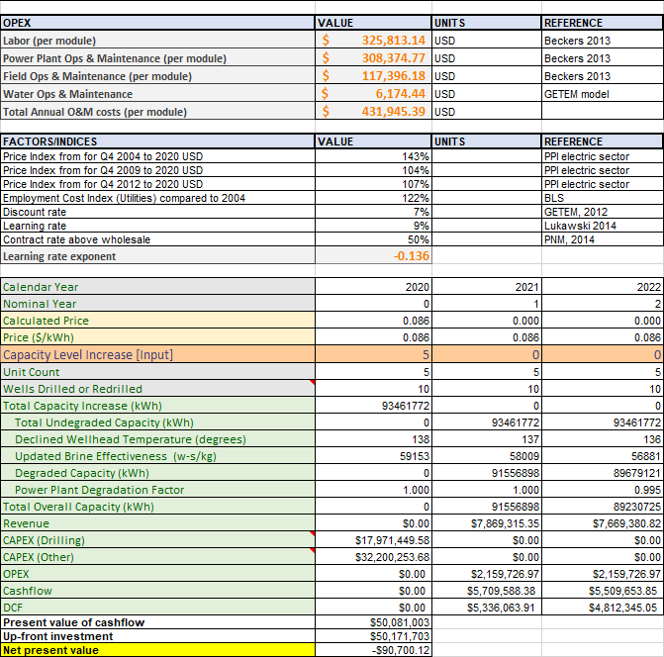 OPEX VALUE UNITS REFERENCE
Labor (per module) $ 325,813.14 USD Beckers 2013
Power Plant Ops & Maintenance (per module) $ 308,374.77 USD Beckers 2013
Field Ops & Maintenance (per module) $ 117,396.18 USD Beckers 2013
Water Ops & Maintenance $ 6,174.44 USD GETEM model
Total Annual O&M costs (per module) $ 431,945.39 USD
FACTORS/INDICES VALUE UNITS REFERENCE
Price Index from for Q4 2004 to 2020 USD 143% PPI electric sector
Price Index from for Q4 2009 to 2020 USD 104% PPI electric sector
Price Index from for Q4 2012 to 2020 USD 107% PPI electric sector
Employment Cost Index (Utilities) compared to 2004 122% BLS
Discount rate 7% GETEM, 2012
Learning rate 9% Lukawski 2014
Contract rate above wholesale 50% PNM, 2014
Learning rate exponent -0.136
Calendar Year 2020 2021 2022
Nominal Year 0 1 2
Calculated Price 0.086 0.000 0.000
Price ($/kWh) 0.086 0.086 0.086
Capacity Level Increase [Input] 5 0 0
Unit Count 5 5 5
Wells Drilled or Redrilled 10 10 10
Total Capacity Increase (kWh) 93461772 0 0
Total Undegraded Capacity (kWh) 0 93461772 93461772
Declined Wellhead Temperature (degrees) 138 137 136
Updated Brine Effectiveness (w-s/kg) 59153 58009 56881
Degraded Capacity (kWh) 0 91556898 89679121
Power Plant Degradation Factor 1.000 1.000 0.995
Total Overall Capacity (kWh) 0 91556898 89230725
Revenue $0.00 $7,869,315.35 $7,669,380.82
CAPEX (Drilling) $17,971,449.58 $0.00 $0.00
CAPEX (Other) $32,200,253.68 $0.00 $0.00
OPEX $0.00 $2,159,726.97 $2,159,726.97
Cashflow $0.00 $5,709,588.38 $5,509,653.85
DCF $0.00 $5,336,063.91 $4,812,345.05
Present value of cashflow $50,081,003
Up-front investment $50,171,703
Net present value -$90,700.12